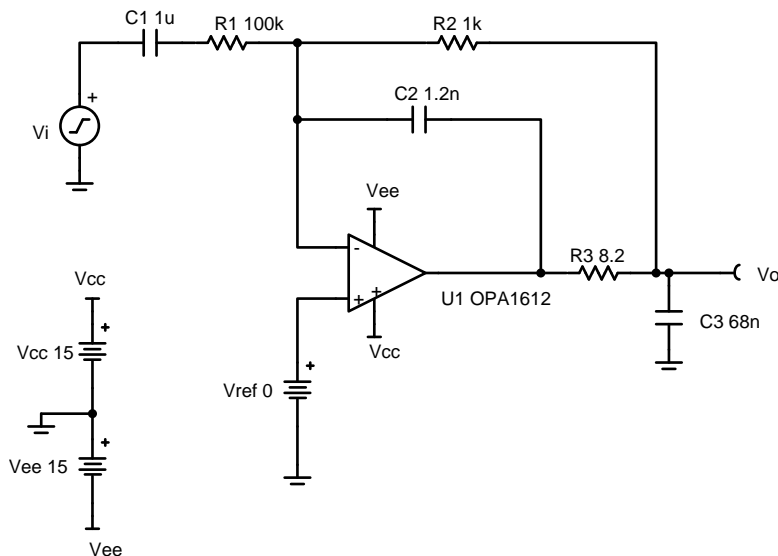 C1 1u
R1 100k
R2 1k
C2 1.2n
+
Vi
Vee
-
+
+
U1 OPA1612
Vcc
R3 8.2
Vo
C3 68n
+
Vref 0
Vcc
+
Vcc 15
+
Vee 15
Vee